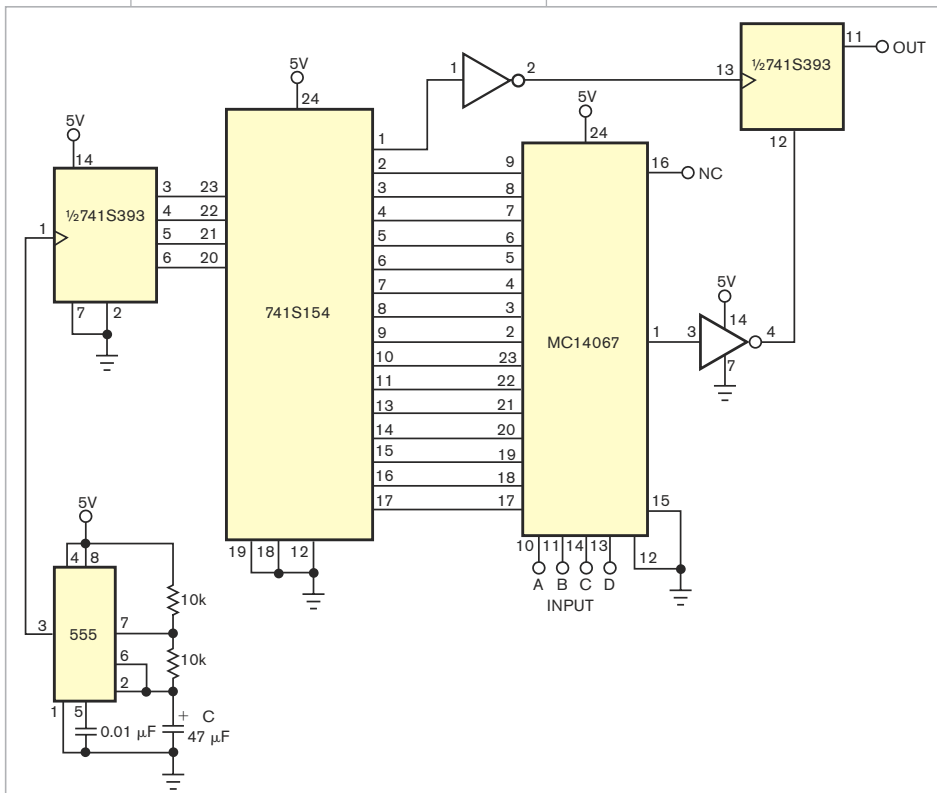 5V
24
1 2
13
½741S393
11 OUT
12
5V
14
½741S393
1
3 23
4 22
5 21
6 20
7 2
741S154
1
2 9
3 8
4 7
5 6
6 5
7 4
8 3
9 2
10 23
11 22
13 21
14 20
15 19
16 18
17 17
19 18 12
5V
24
16 NC
MC14067
1 3
5V
14
4
7
15
12
10 11 14 13
A B C D
INPUT
5V
4 8
10k
3
555
7
6
10k
2
1 5
0.01 µF
+ C
47 µF